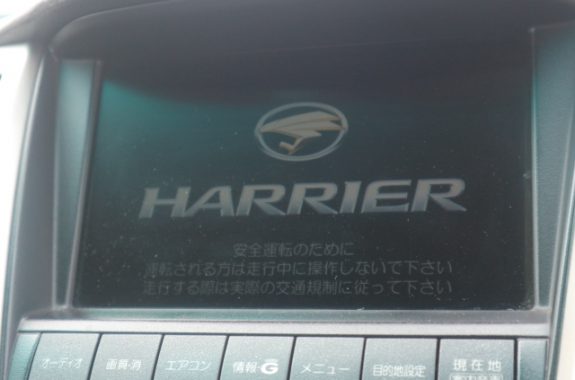 HARRIER
安全運転のために
運転される方は走行中に操作しないで下さい
走行する際は実際の交通規制に従って下さい
オーディオ 画質・消 エアコン 情報・G メニュー 目的地設定 現在地